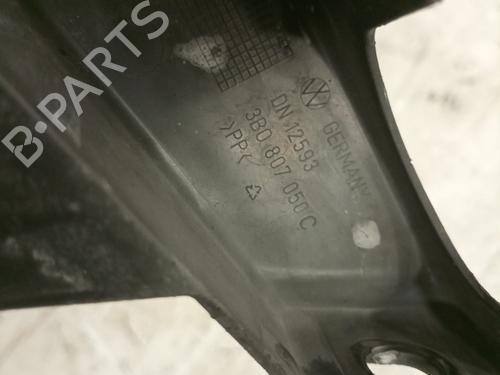 B-PARTS
GERMANY
DN 12593
3B0 807 050 C
>PP<